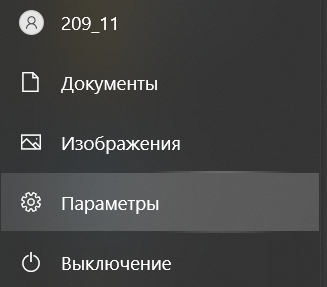 209_11
Документы
Изображения
Параметры
Выключение